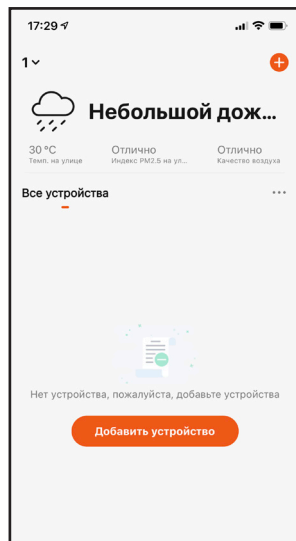 17:29
1
Небольшой дож...
30 °C Отлично Отлично
Темп. на улице Индекс PM2.5 на ул... Качество воздуха
Все устройства ...
Нет устройства, пожалуйста, добавьте устройства
Добавить устройство